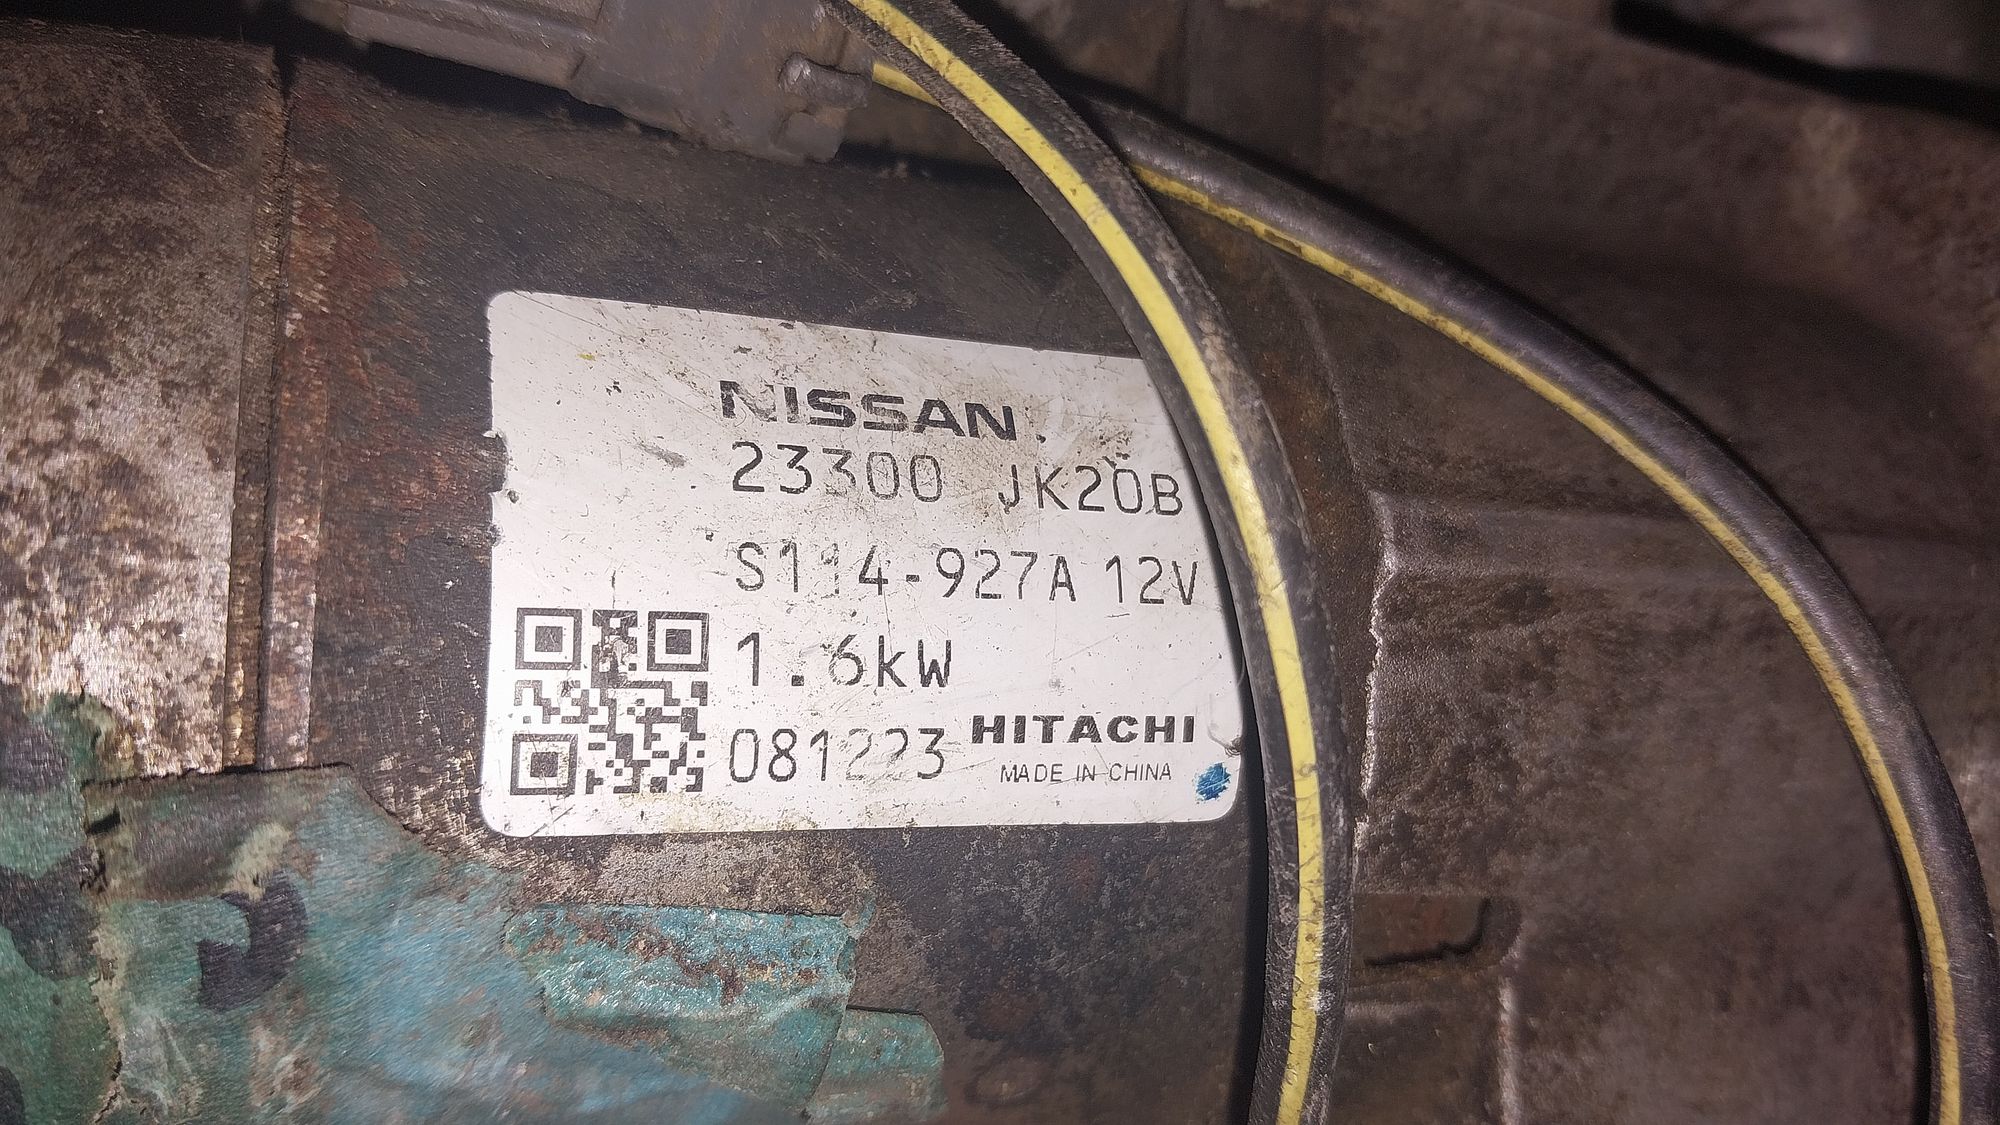 NISSAN
23300 JK20B
S114-927A 12V
1.6kW
081223 HITACHI
MADE IN CHINA